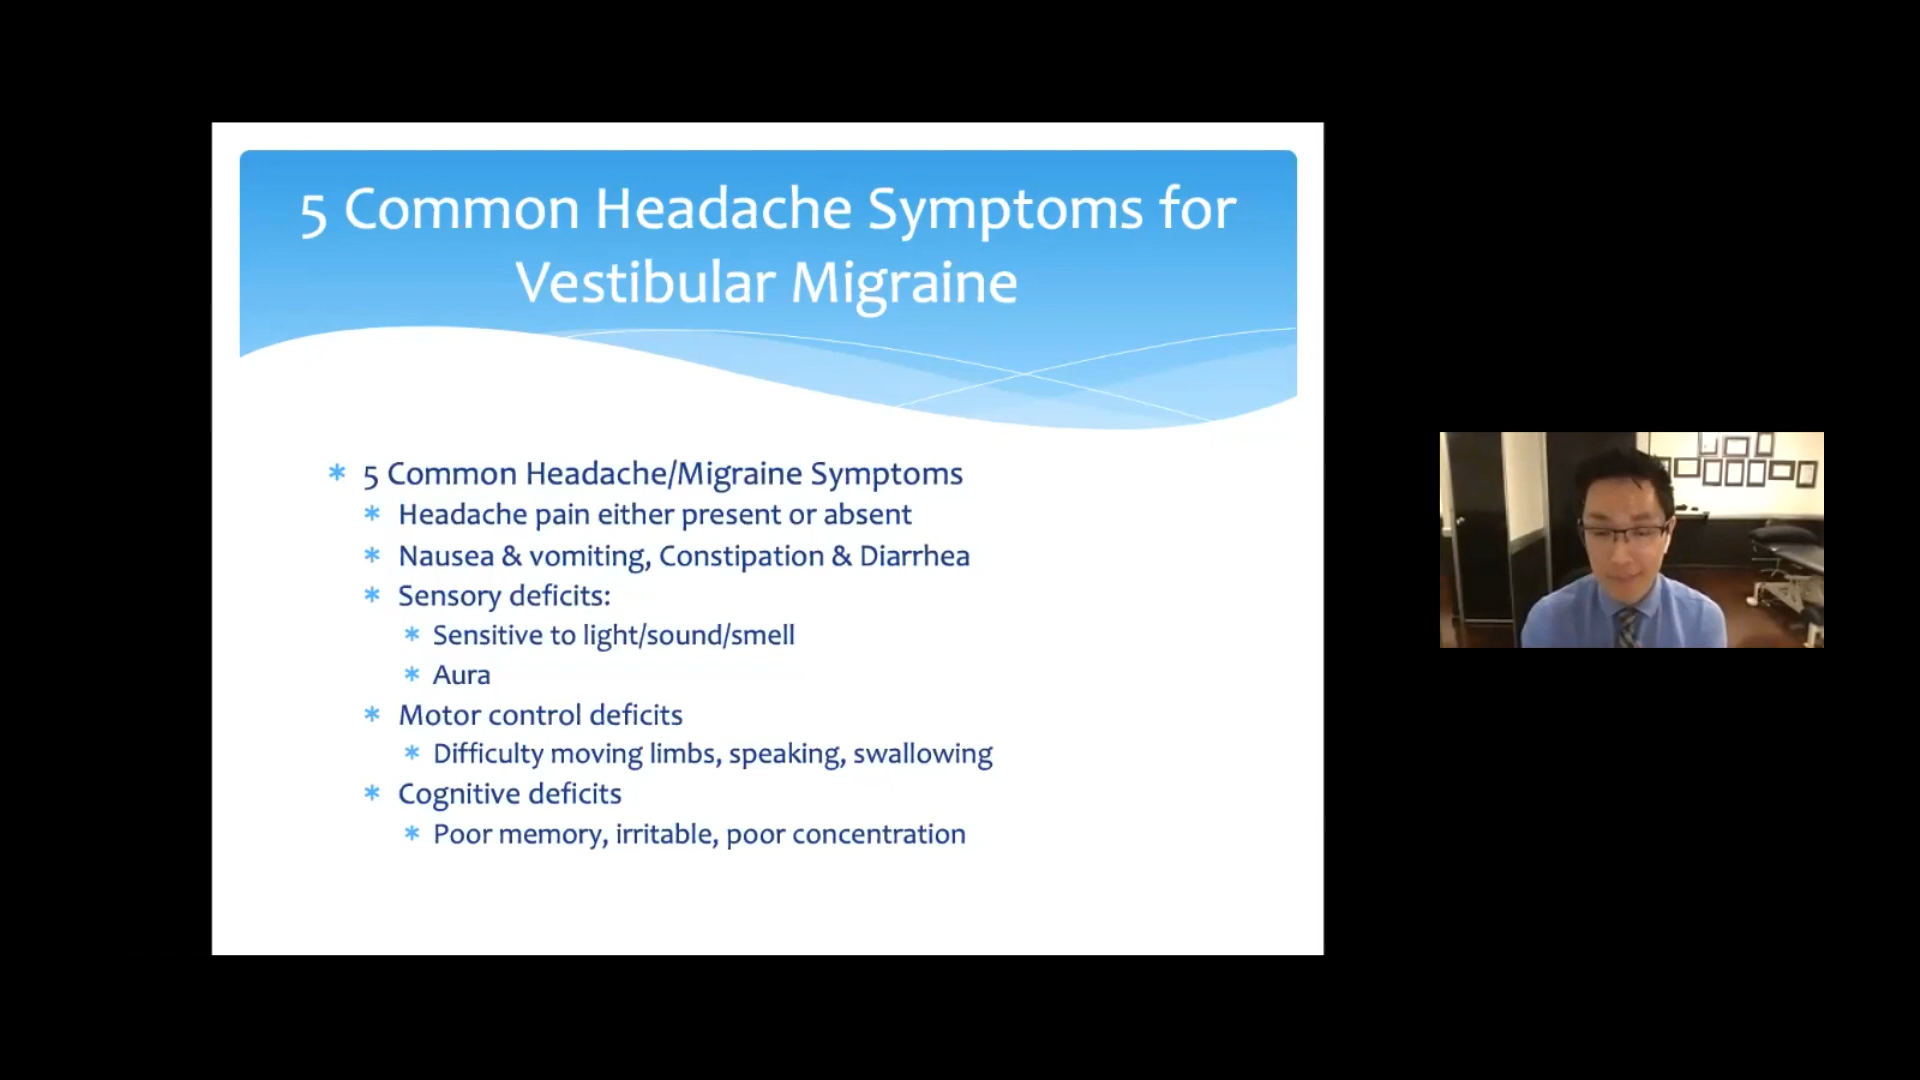 5 Common Headache Symptoms for
Vestibular Migraine
5 Common Headache/Migraine Symptoms
Headache pain either present or absent
Nausea & vomiting, Constipation & Diarrhea
Sensory deficits:
Sensitive to light/sound/smell
Aura
Motor control deficits
Difficulty moving limbs, speaking, swallowing
Cognitive deficits
Poor memory, irritable, poor concentration